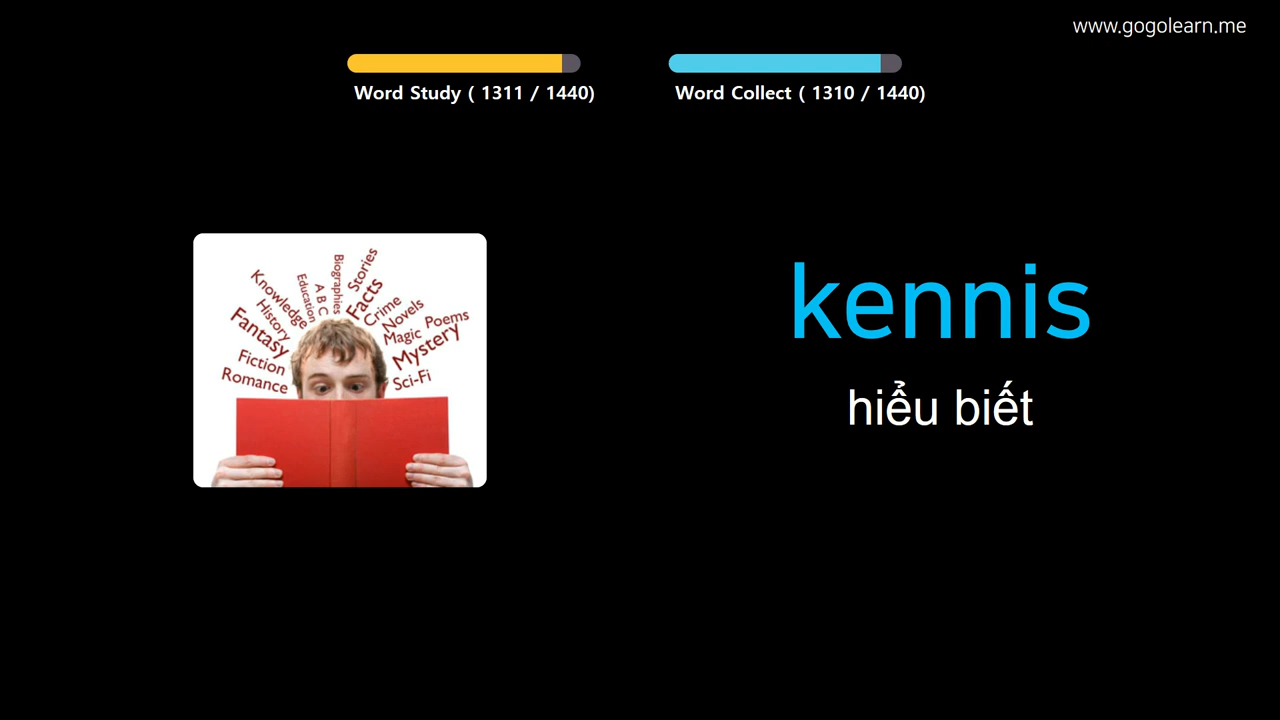 www.gogolearn.me
Word Study ( 1311 / 1440)
Word Collect ( 1310 / 1440)
Knowledge
History
Fantasy
Fiction
Romance
Education
A B C
Biographies
Stories
Facts
Crime
Novels
Magic
Poems
Mystery
Sci-Fi
kennis
hiểu biết